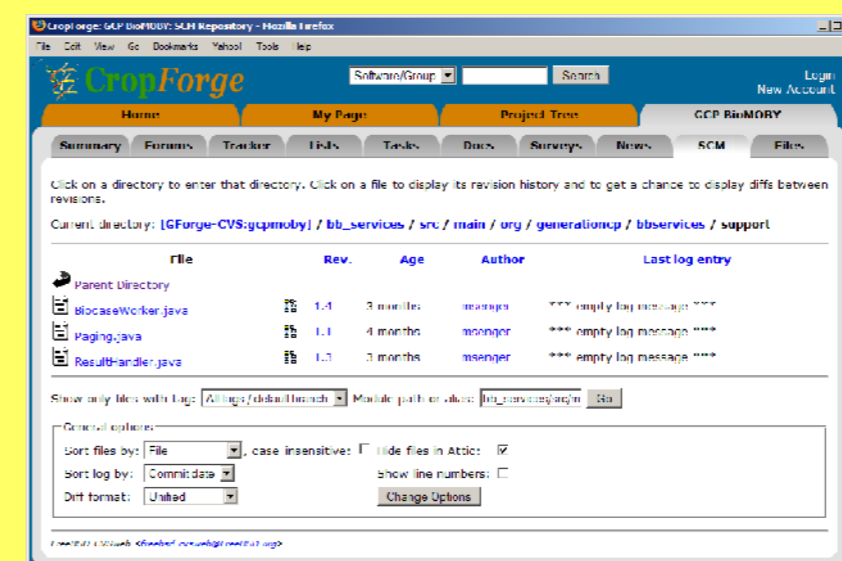 CropForge: GCP BioMOBY: SCM Repository - Mozilla Firefox
File Edit View Go Bookmarks Yahoo! Tools Help
CropForge Software/Group Search Login
New Account
Home My Page Project Tree GCP BioMOBY
Summary Forums Tracker Lists Tasks Docs Surveys News SCM Files
Click on a directory to enter that directory. Click on a file to display its revision history and to get a chance to display diffs between
revisions.
Current directory: [GForge-CVS:gcpmoby] / bb_services / src / main / org / generationcp / bbservices / support
File Rev. Age Author Last log entry
Parent Directory
BiocaseWorker.java 1.4 3 months msenger *** empty log message ***
Paging.java 1.1 4 months msenger *** empty log message ***
ResultHandler.java 1.3 3 months msenger *** empty log message ***
Show only files with tag: All tags / default branch Module path or alias: bb_services/src/m Go
General options
Sort files by: File , case insensitive: Hide files in Attic:
Sort log by: Commit date Show line numbers:
Diff format: Unified Change Options